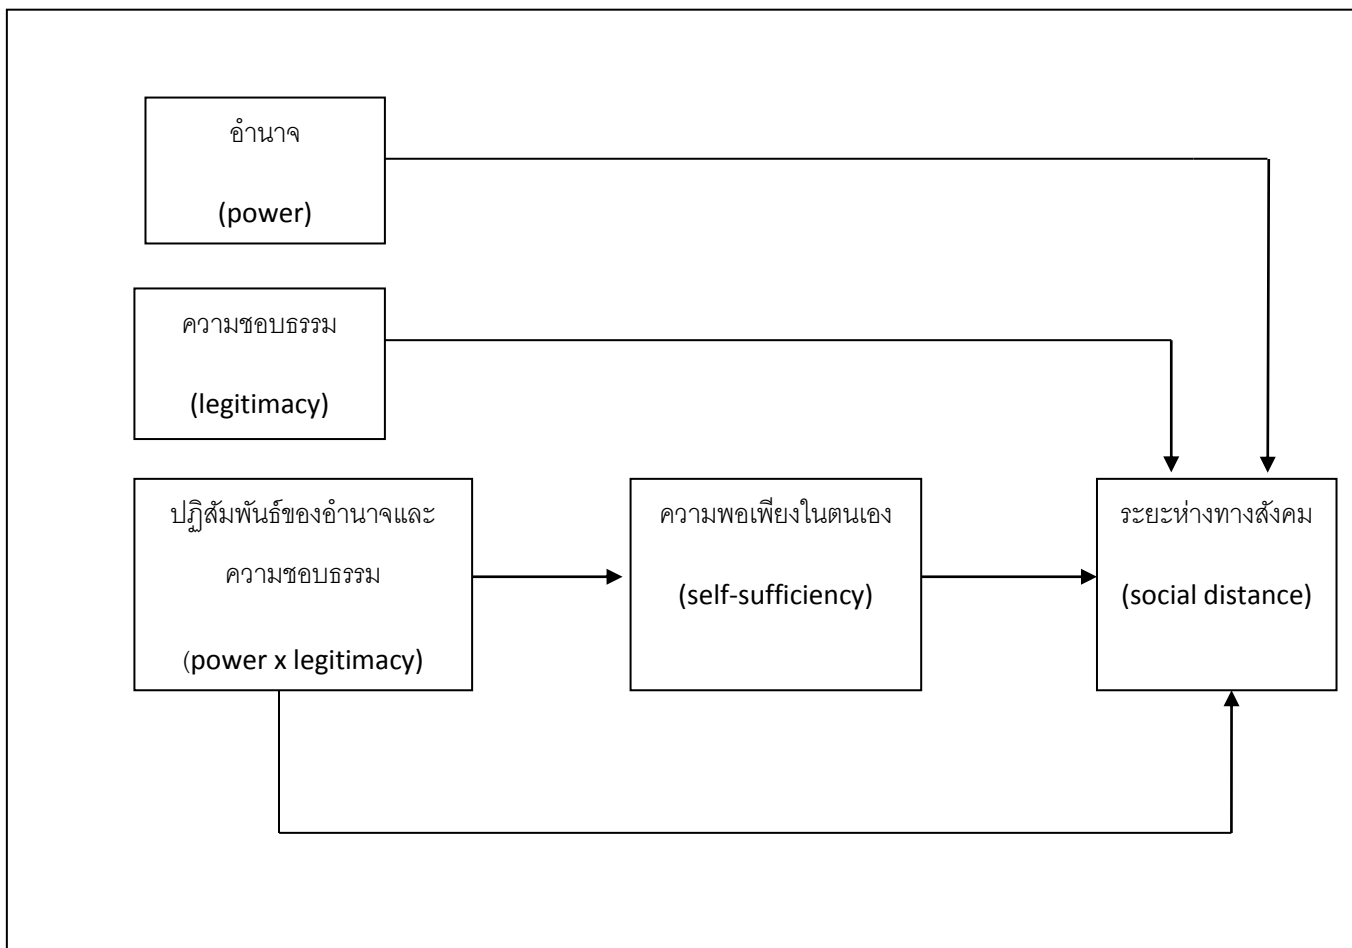 อำนาจ
(power)
ความชอบธรรม
(legitimacy)
ปฏิสัมพันธ์ของอำนาจและ
ความชอบธรรม
(power x legitimacy)
ความพอเพียงในตนเอง
(self-sufficiency)
ระยะห่างทางสังคม
(social distance)